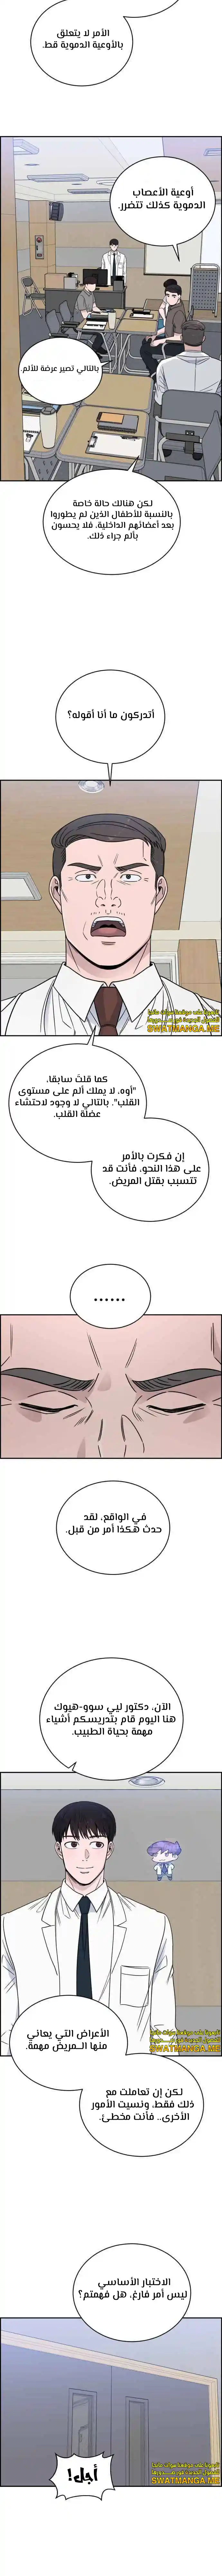 الأمر لا يتعلق
بالأوعية الدموية قط.
أوعية الأعصاب
الدموية كذلك تتضرر.
بالتالي تصير عرضة للألم.
لكن هنالك حالة خاصة
بالنسبة للأطفال الذين لم يطوروا
بعد أعضائهم الداخلية، فلا يحسون
بألم جراء ذلك.
أتدركون ما أنا أقوله؟
SWATMANGA.ME
كما قلت سابقا،
"أوه، لا يملك ألم على مستوى
القلب"، بالتالي لا وجود لاحتشاء
عضلة القلب.
إن فكرت بالأمر
على هذا النحو، فأنت قد
تتسبب بقتل المريض.
......
في الواقع، لقد
حدث هكذا أمر من قبل.
الآن، دكتور ليي سوو-هيوك
هنا اليوم قام بتدريسكم أشياء
مهمة بحياة الطبيب.
SWATMANGA.ME
الأعراض التي يعاني
منها الـمريض مهمة.
لكن إن تعاملت مع
ذلك فقط، ونسيت الأمور
الأخرى.. فأنت مخطئ.
الاختبار الأساسي
ليس أمر فارغ، هل فهمتم؟
SWATMANGA.ME
أجل!